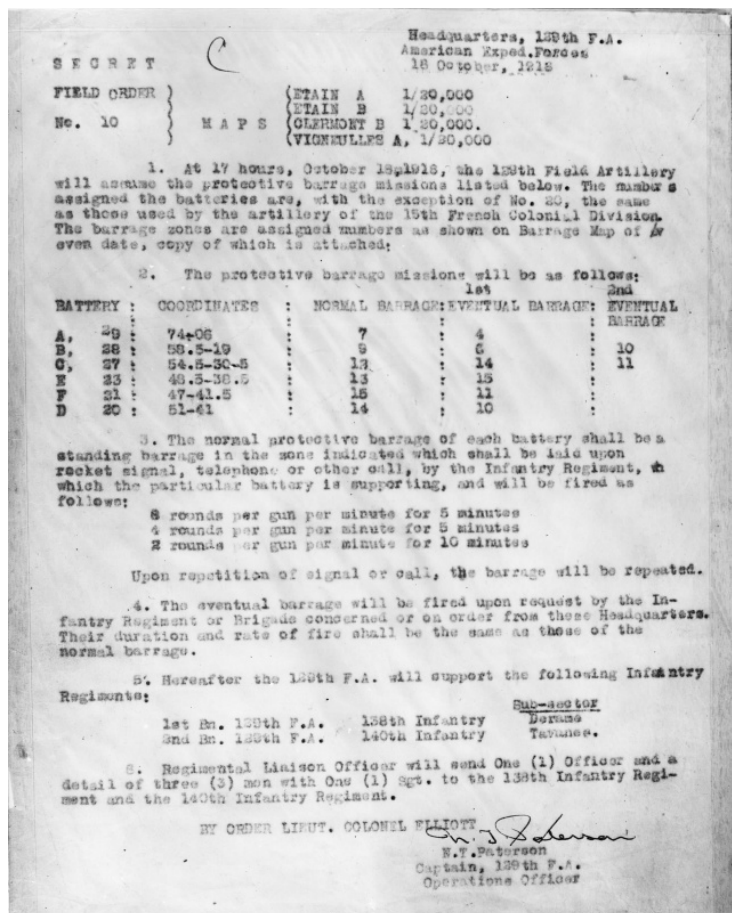 Headquarters, 129th F.A.
American Exped.Forces
18 October, 1918
C
SECRET
FIELD ORDER ) (ETAIN A 1/20,000
) (ETAIN B 1/20,000
No. 10 ) MAPS (CLERMONT B 1/20,000.
) (VIGNEULLES A, 1/20,000
1. At 17 hours, October 18,1918, the 129th Field Artillery
will assume the protective barrage missions listed below. The numbers
assigned the batteries are, with the exception of No. 20, the same
as those used by the artillery of the 15th French Colonial Division.
The barrage zones are assigned numbers as shown on Barrage Map of
even date, copy of which is attached:
2. The protective barrage missions will be as follows:
1st 2nd
BATTERY : COORDINATES : NORMAL BARRAGE:EVENTUAL BARRAGE: EVENTUAL
: : : : BARRAGE
A, 29 : 74-06 : 7 : 4 :
B, 28 : 58.5-19 : 9 : 6 : 10
C, 27 : 54.5-30-5 : 12 : 14 : 11
E 23 : 48.5-38.5 : 13 : 15 :
F 21 : 47-41.5 : 15 : 11 :
D 20 : 51-41 : 14 : 10 :
3. The normal protective barrage of each battery shall be a
standing barrage in the zone indicated which shall be laid upon
rocket signal, telephone or other call, by the Infantry Regiment,
which the particular battery is supporting, and will be fired as
follows:
8 rounds per gun per minute for 5 minutes
4 rounds per gun per minute for 5 minutes
2 rounds per gun per minute for 10 minutes
Upon repetition of signal or call, the barrage will be repeated.
4. The eventual barrage will be fired upon request by the In-
fantry Regiment or Brigade concerned or on order from these Headquarters.
Their duration and rate of fire shall be the same as those of the
normal barrage.
5. Hereafter the 129th F.A. will support the following Infantry
Regiments:
Sub-sector
1st Bn. 129th F.A. 138th Infantry Derame
2nd Bn. 129th F.A. 140th Infantry Tavanes.
6. Regimental Liaison Officer will send One (1) Officer and a
detail of three (3) men with One (1) Sgt. to the 138th Infantry Regi-
ment and the 140th Infantry Regiment.
BY ORDER LIEUT. COLONEL ELLIOTT
N.T.Paterson
N.T.Paterson
Captain, 129th F.A.
Operations Officer